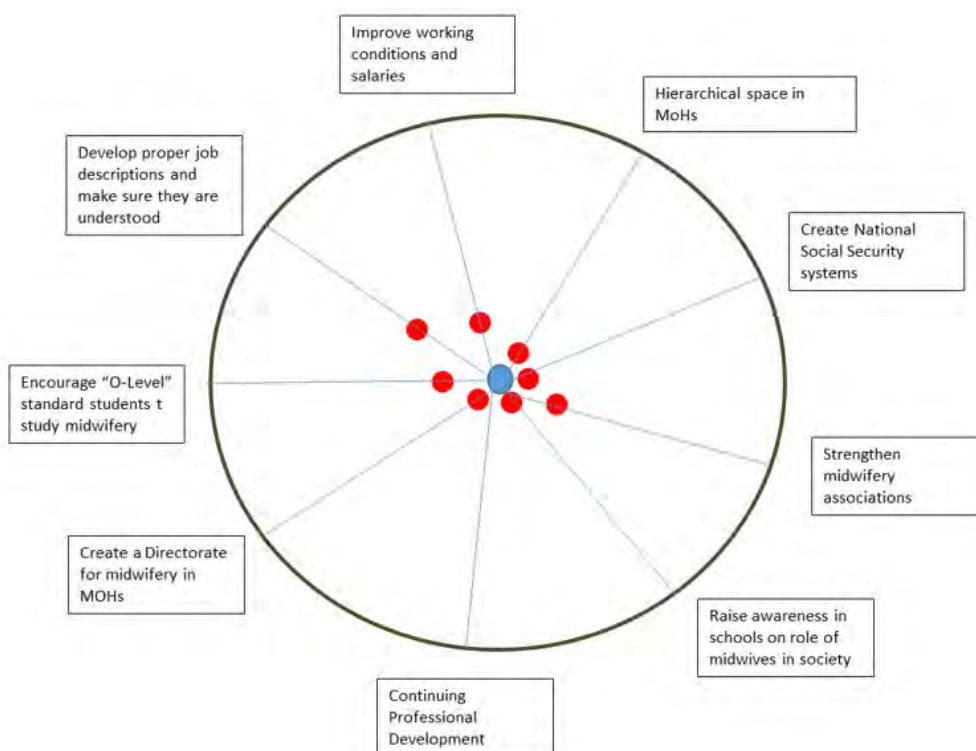 Improve working
conditions and
salaries
Hierarchical space in
MoHs
Develop proper job
descriptions and
make sure they are
understood
Create National
Social Security
systems
Encourage “O-Level”
standard students t
study midwifery
Strengthen
midwifery
associations
Create a Directorate
for midwifery in
MOHs
Raise awareness in
schools on role of
midwives in society
Continuing
Professional
Development